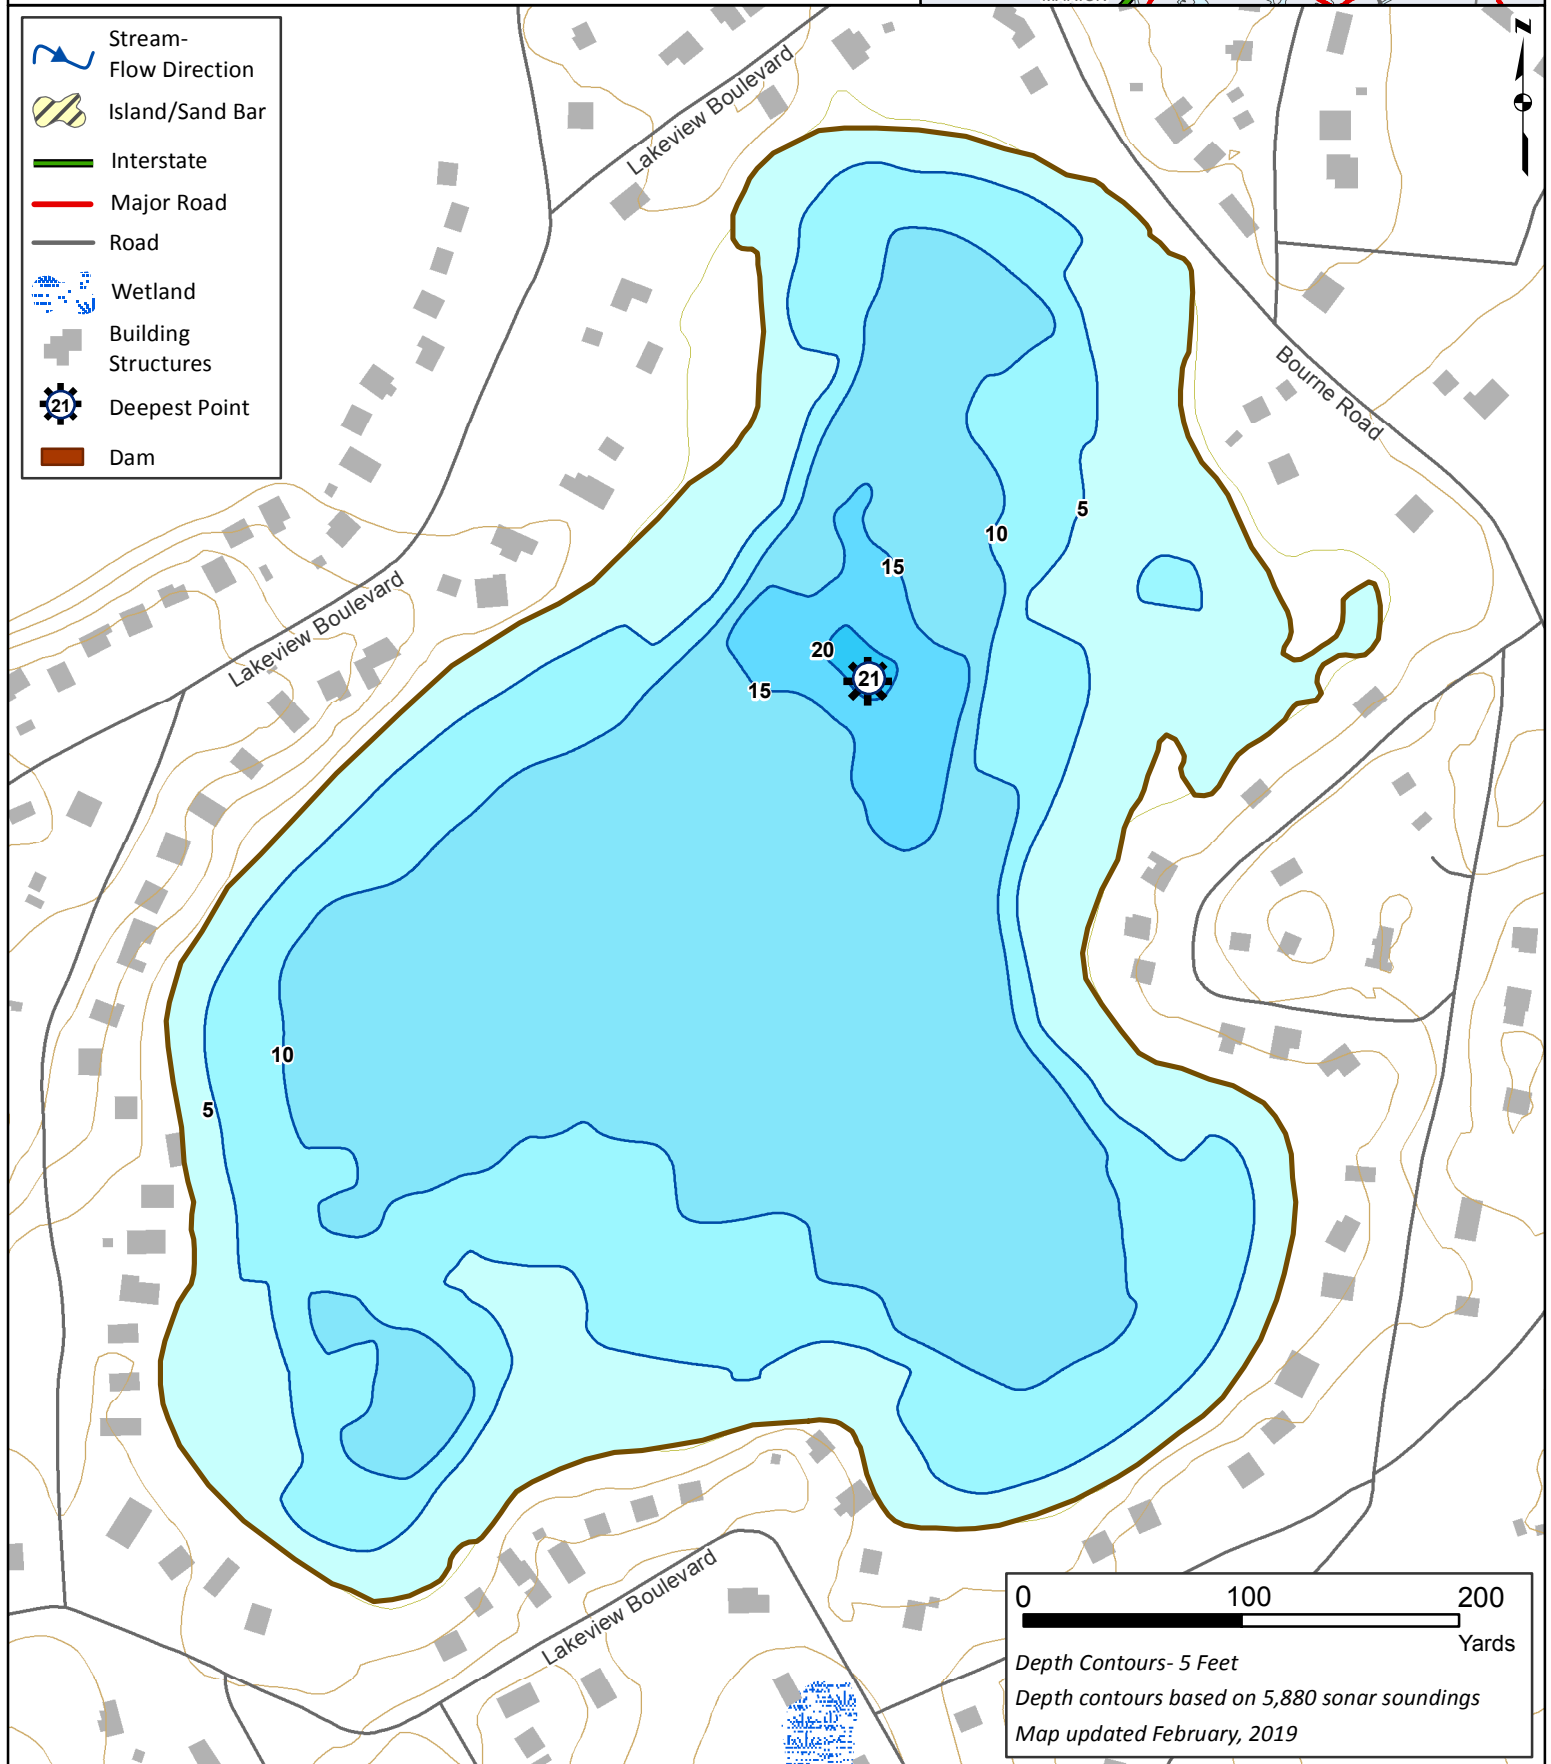 Stream-
Flow Direction
Island/Sand Bar
Interstate
Major Road
Road
Wetland
Building
Structures
21
Deepest Point
Dam
Z
Lakeview Boulevard
Bourne Road
5
10
15
Lakeview Boulevard
20
21
15
10
5
Lakeview Boulevard
0 100 200
Yards
Depth Contours- 5 Feet
Depth contours based on 5,880 sonar soundings
Map updated February, 2019